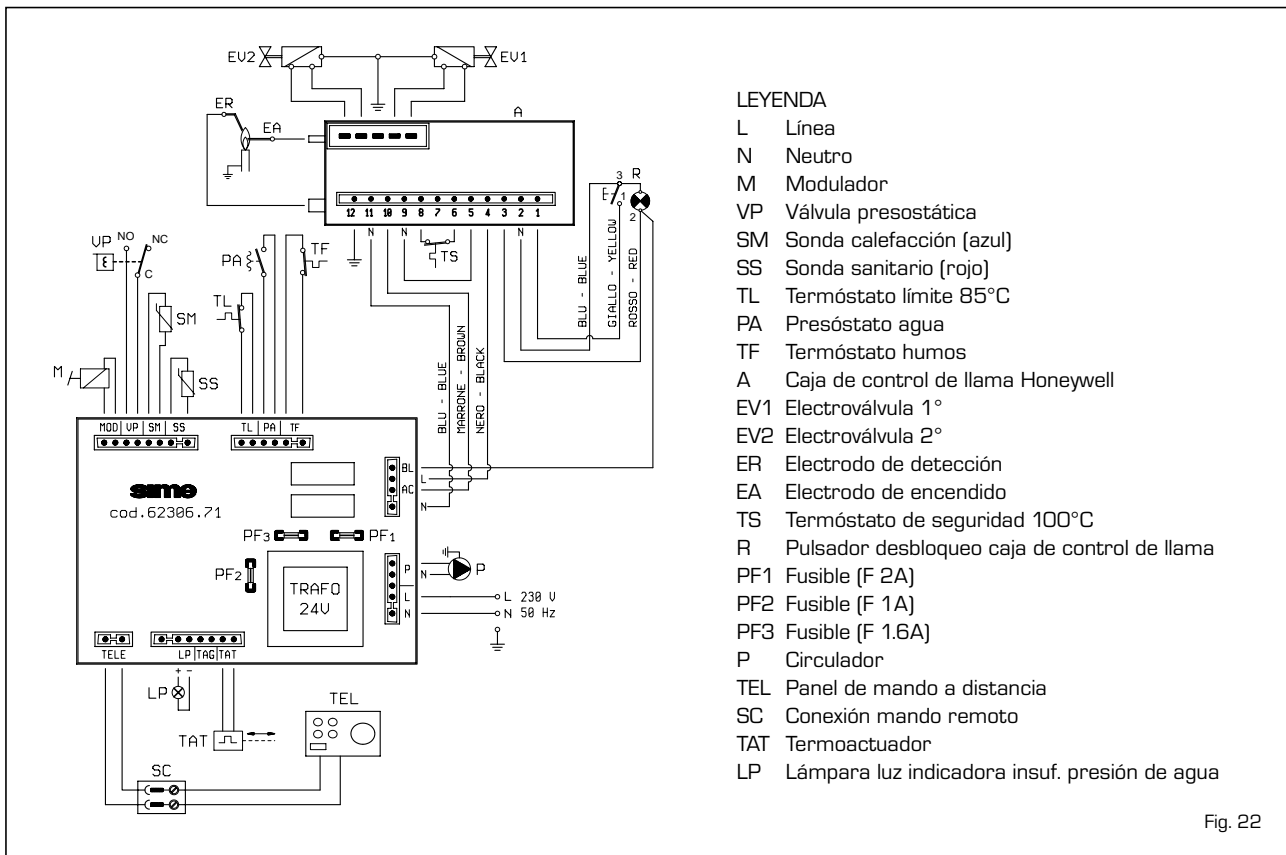 EV2
EV1
ER
EA
A
12 11 10 9 8 7 6 5 4 3 2 1
N N N
TS
3 R
1
2
BLU - BLUE
GIALLO - YELLOW
ROSSO - RED
VP NO NC
C
PA
TF
TL
SM
SS
M
BLU - BLUE
MARRONE - BROWN
NERO - BLACK
MOD VP SM SS
TL PA TF
BL
L
AC
N
sime
cod.62306.71
PF3 PF1
PF2
TRAFO
24V
P
N
L
N
P
L 230 V
N 50 Hz
TELE
LP TAG TAT
+ -
LP
TAT
TEL
SC
LEYENDA
L Línea
N Neutro
M Modulador
VP Válvula presostática
SM Sonda calefacción (azul)
SS Sonda sanitario (rojo)
TL Termóstato límite 85°C
PA Presóstato agua
TF Termóstato humos
A Caja de control de llama Honeywell
EV1 Electroválvula 1°
EV2 Electroválvula 2°
ER Electrodo de detección
EA Electrodo de encendido
TS Termóstato de seguridad 100°C
R Pulsador desbloqueo caja de control de llama
PF1 Fusible (F 2A)
PF2 Fusible (F 1A)
PF3 Fusible (F 1.6A)
P Circulador
TEL Panel de mando a distancia
SC Conexión mando remoto
TAT Termoactuador
LP Lámpara luz indicadora insuf. presión de agua
Fig. 22